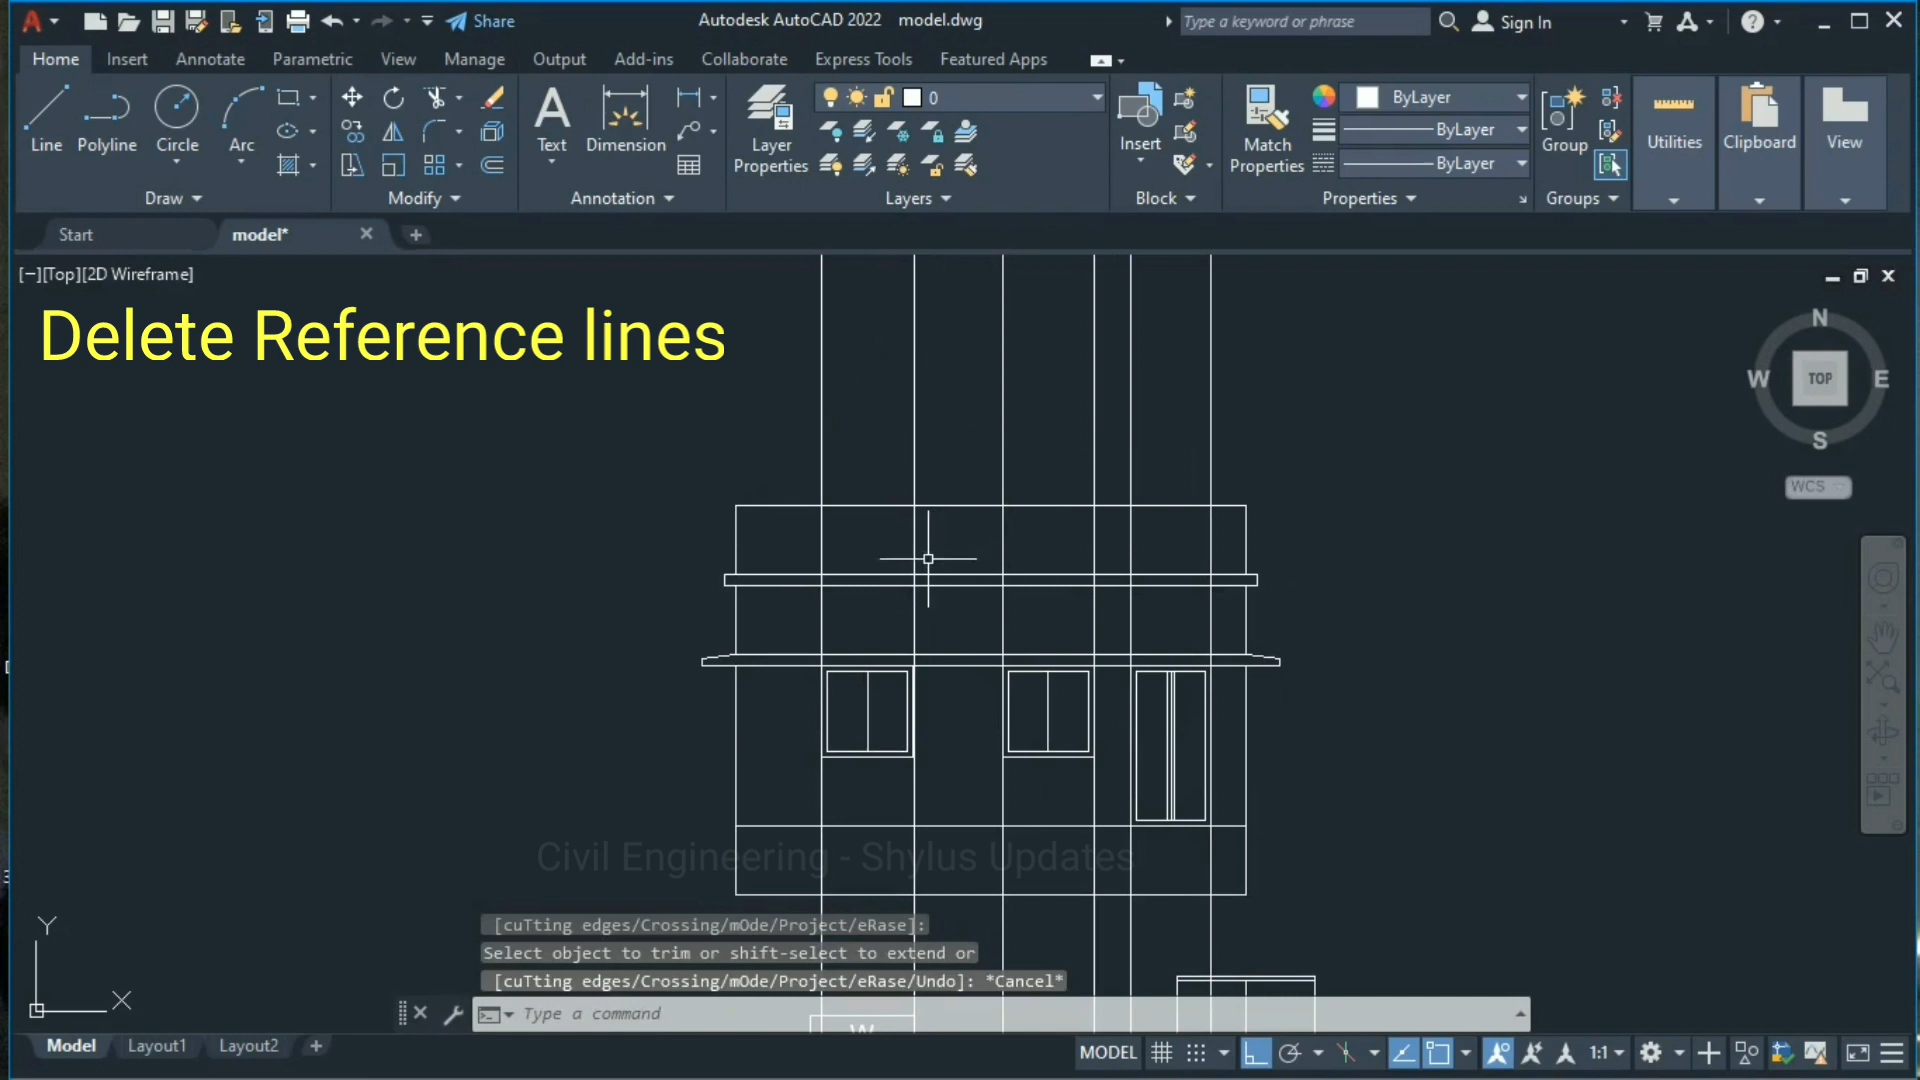 Share
Autodesk AutoCAD 2022 model.dwg
Type a keyword or phrase
Sign In
Home Insert Annotate Parametric View Manage Output Add-ins Collaborate Express Tools Featured Apps
0
ByLayer
Line Polyline Circle Arc
Text Dimension
Layer Properties
Insert
Match Properties
ByLayer
ByLayer
Group
Utilities Clipboard View
Draw Modify Annotation Layers Block Properties Groups
Start model*
[−][Top][2D Wireframe]
Delete Reference lines
N
W TOP E
S
WCS
Civil Engineering - Shylus Updates
Y
X
[cuTting edges/Crossing/mOde/Project/eRase]:
Select object to trim or shift-select to extend or
[cuTting edges/Crossing/mOde/Project/eRase/Undo]: *Cancel*
Type a command
W
Model Layout1 Layout2
MODEL 1:1